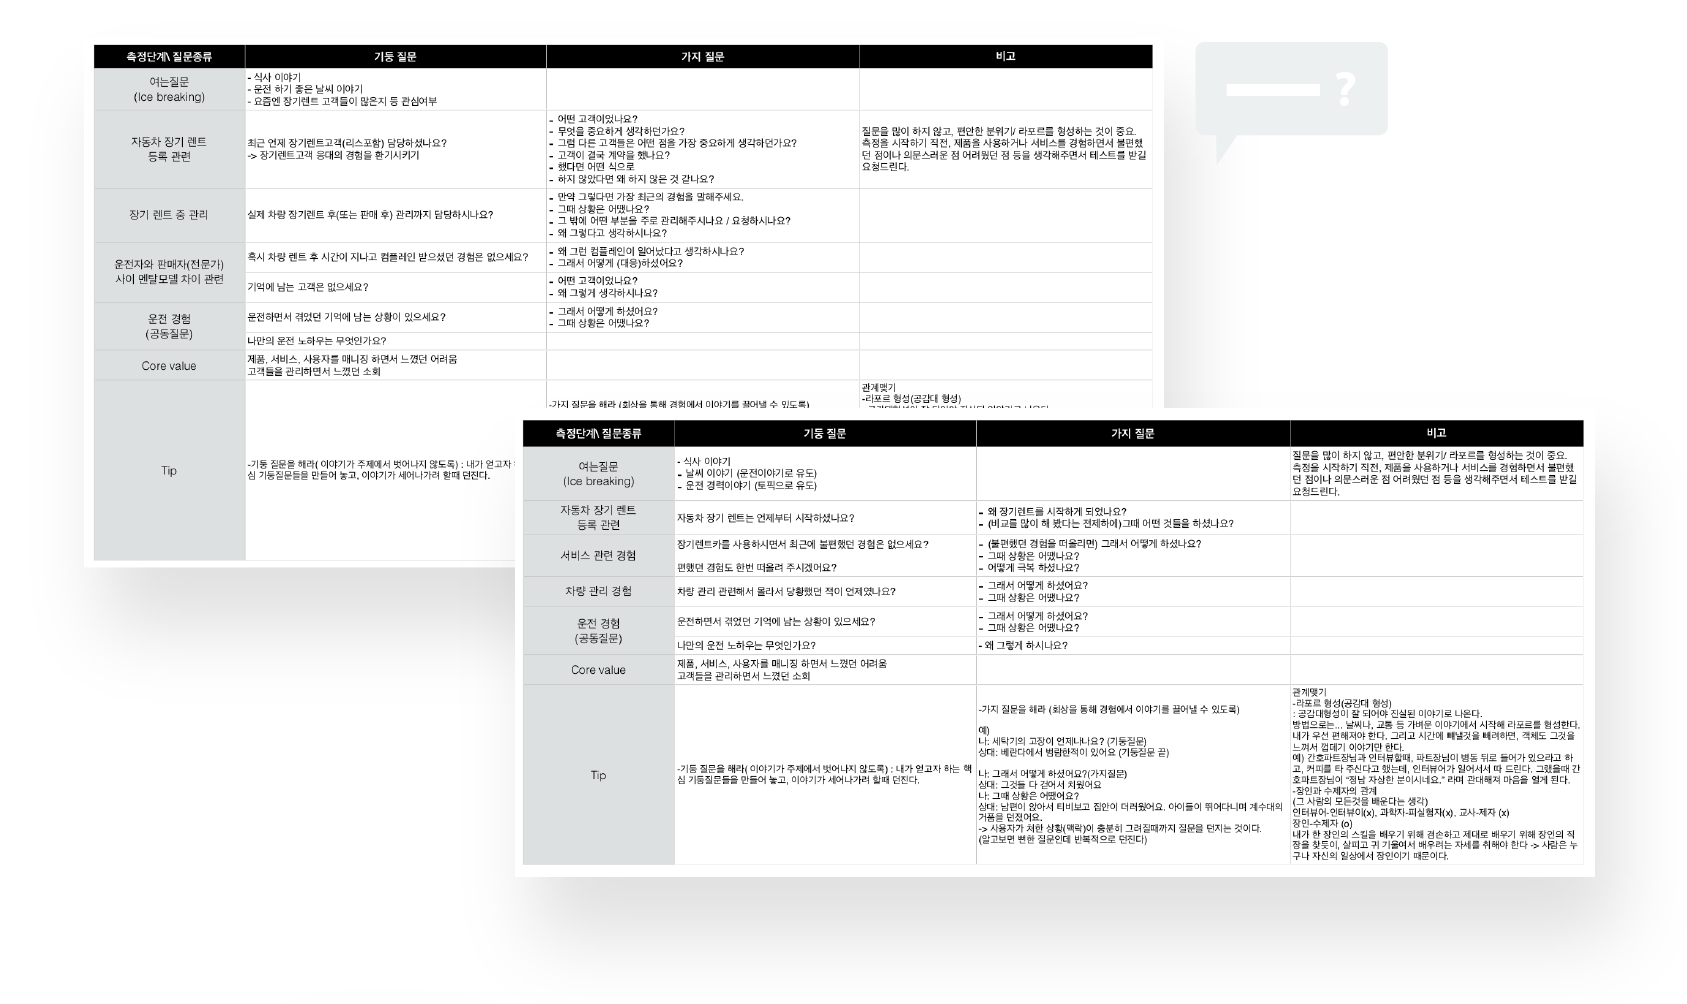 측정단계\ 질문종류
기둥 질문
가지 질문
비고
여는질문
(Ice breaking)
- 식사 이야기
- 운전 하기 좋은 날씨 이야기
- 요즘엔 장기렌트 고객들이 많은지 등 관심여부
자동차 장기 렌트
등록 관련
최근 언제 장기렌트고객(리스포함) 담당하셨나요?
-> 장기렌트고객 응대의 경험을 환기시키기
- 어떤 고객이었나요?
- 무엇을 중요하게 생각하던가요?
- 그럼 다른 고객들은 어떤 점을 가장 중요하게 생각하던가요?
- 고객이 결국 계약을 했나요?
- 했다면 어떤 식으로
- 하지 않았다면 왜 하지 않은 것 같나요?
질문을 많이 하지 않고, 편안한 분위기/ 라포르를 형성하는 것이 중요.
측정을 시작하기 직전, 제품을 사용하거나 서비스를 경험하면서 불편했
던 점이나 의문스러운 점 어려웠던 점 등을 생각해주면서 테스트를 받길
요청드린다.
장기 렌트 중 관리
실제 차량 장기렌트 후(또는 판매 후) 관리까지 담당하시나요?
- 만약 그렇다면 가장 최근의 경험을 말해주세요.
- 그때 상황은 어땠나요?
- 그 밖에 어떤 부분을 주로 관리해주시나요 / 요청하시나요?
- 왜 그렇다고 생각하시나요?
운전자와 판매자(전문가)
사이 멘탈모델 차이 관련
혹시 차량 렌트 후 시간이 지나고 컴플레인 받으셨던 경험은 없으세요?
- 왜 그런 컴플레인이 일어났다고 생각하시나요?
- 그래서 어떻게 (대응)하셨어요?
기억에 남는 고객은 없으세요?
- 어떤 고객이었나요?
- 왜 그렇게 생각하시나요?
운전 경험
(공동질문)
운전하면서 겪었던 기억에 남는 상황이 있으세요?
- 그래서 어떻게 하셨어요?
- 그때 상황은 어땠나요?
나만의 운전 노하우는 무엇인가요?
Core value
제품, 서비스, 사용자를 매니징 하면서 느꼈던 어려움
고객들을 관리하면서 느꼈던 소회
Tip
-기둥 질문을 해라( 이야기가 주제에서 벗어나지 않도록) : 내가 얻고자
심 기둥질문들을 만들어 놓고, 이야기가 세어나가려 할때 던진다.
-가지 질문을 해라 (회상을 통해 경험에서 이야기를 끌어낼 수 있도록)
관계맺기
-라포르 형성(공감대 형성)
?
측정단계\ 질문종류
기둥 질문
가지 질문
비고
여는질문
(Ice breaking)
- 식사 이야기
- 날씨 이야기 (운전이야기로 유도)
- 운전 경력이야기 (토픽으로 유도)
질문을 많이 하지 않고, 편안한 분위기/ 라포르를 형성하는 것이 중요.
측정을 시작하기 직전, 제품을 사용하거나 서비스를 경험하면서 불편했
던 점이나 의문스러운 점 어려웠던 점 등을 생각해주면서 테스트를 받길
요청드린다.
자동차 장기 렌트
등록 관련
자동차 장기 렌트는 언제부터 시작하셨나요?
- 왜 장기렌트를 시작하게 되었나요?
- (비교를 많이 해 봤다는 전제하에)그때 어떤 것들을 하셨나요?
서비스 관련 경험
장기렌트카를 사용하시면서 최근에 불편했던 경험은 없으세요?
편했던 경험도 한번 떠올려 주시겠어요?
- (불편했던 경험을 떠올리면) 그래서 어떻게 하셨나요?
- 그때 상황은 어땠나요?
- 어떻게 극복 하셨나요?
차량 관리 경험
차량 관리 관련해서 몰라서 당황했던 적이 언제였나요?
- 그래서 어떻게 하셨어요?
- 그때 상황은 어땠나요?
운전 경험
(공동질문)
운전하면서 겪었던 기억에 남는 상황이 있으세요?
- 그래서 어떻게 하셨어요?
- 그때 상황은 어땠나요?
나만의 운전 노하우는 무엇인가요?
- 왜 그렇게 하시나요?
Core value
제품, 서비스, 사용자를 매니징 하면서 느꼈던 어려움
고객들을 관리하면서 느꼈던 소회
Tip
-기둥 질문을 해라( 이야기가 주제에서 벗어나지 않도록) : 내가 얻고자 하는 핵
심 기둥질문들을 만들어 놓고, 이야기가 세어나가려 할때 던진다.
-가지 질문을 해라 (회상을 통해 경험에서 이야기를 끌어낼 수 있도록)
예)
나: 세탁기의 고장이 언제나나요? (기둥질문)
상대: 베란다에서 범람한적이 있어요 (기둥질문 끝)
나: 그래서 어떻게 하셨어요?(가지질문)
상대: 그것들 다 걷어서 치웠어요
나: 그때 상황은 어땠어요?
상대: 남편이 앉아서 티비보고 집안이 더러웠어요. 아이들이 뛰어다니며 계수대의
거품을 던졌어요.
-> 사용자가 처한 상황(맥락)이 충분히 그려질때까지 질문을 던지는 것이다.
(알고보면 뻔한 질문인데 반복적으로 던진다)
관계맺기
-라포르 형성(공감대 형성)
: 공감대형성이 잘 되어야 진실된 이야기로 나온다.
방법으로는... 날씨나, 교통 등 가벼운 이야기에서 시작해 라포르를 형성한다.
내가 우선 편해져야 한다. 그리고 시간에 빼낼것을 빼려하면, 객체도 그것을
느껴서 껍데기 이야기만 한다.
예) 간호파트장님과 인터뷰할때, 파트장님이 병동 뒤로 들어가 있으라고 하
고, 커피를 타 주신다고 했는데, 인터뷰어가 일어서서 따 드린다. 그랬을때 간
호파트장님이 “정말 자상한 분이시네요.” 라며 관대해져 마음을 열게 된다.
-장인과 수제자의 관계
(그 사람의 모든것을 배운다는 생각)
인터뷰어-인터뷰이(x), 과학자-피실험자(x), 교사-제자 (x)
장인-수제자 (o)
내가 한 장인의 스킬을 배우기 위해 겸손하고 제대로 배우기 위해 장인의 직
장을 찾듯이, 살피고 귀 기울여서 배우려는 자세를 취해야 한다 -> 사람은 누
구나 자신의 일상에서 장인이기 때문이다.